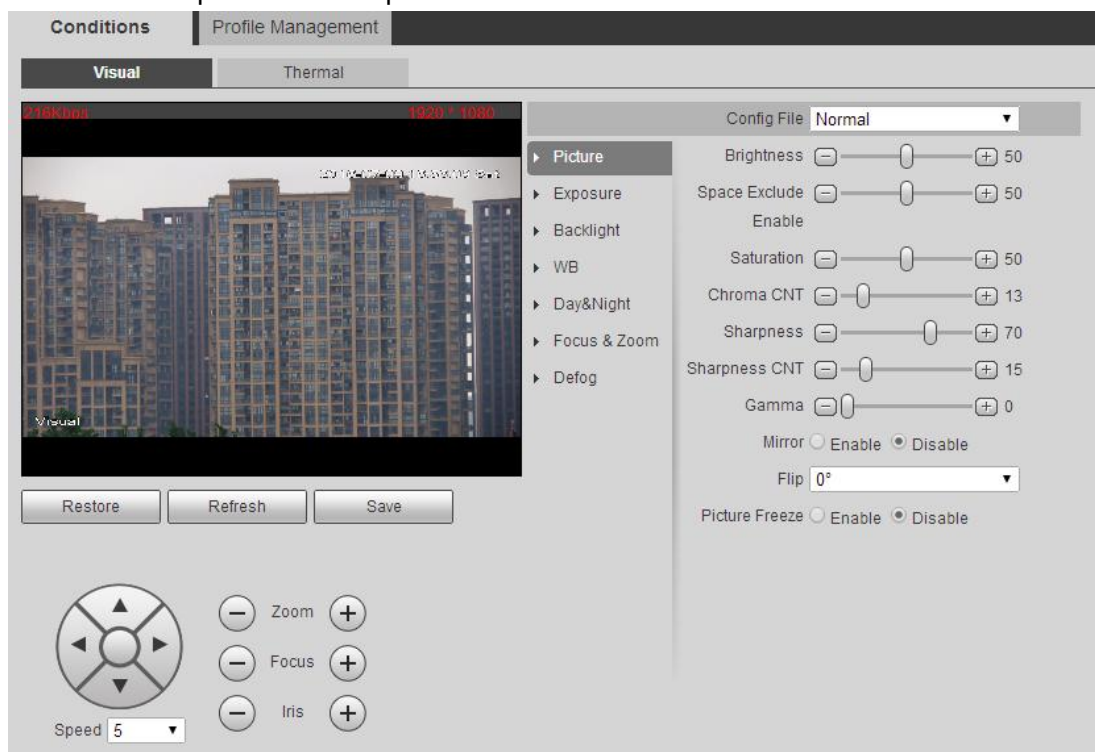 Conditions Profile Management
Visual Thermal
216Kbps 1920 * 1080
Visual
Restore Refresh Save
Zoom
Focus
Iris
Speed 5
Picture
Exposure
Backlight
WB
Day&Night
Focus & Zoom
Defog
Config File Normal
Brightness 50
Space Exclude 50
Enable
Saturation 50
Chroma CNT 13
Sharpness 70
Sharpness CNT 15
Gamma 0
Mirror Enable Disable
Flip 0°
Picture Freeze Enable Disable